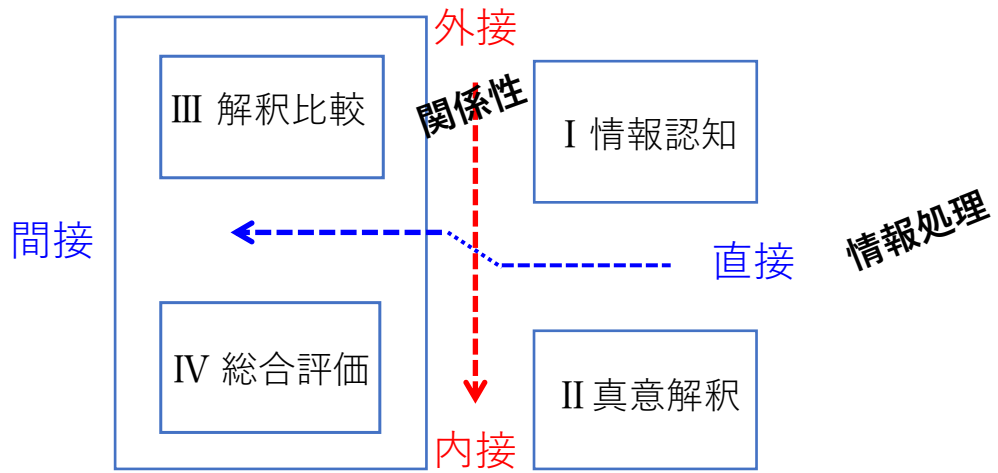 外接
関係性
Ⅲ 解釈比較
Ⅰ 情報認知
間接
直接
情報処理
Ⅳ 総合評価
Ⅱ 真意解釈
内接